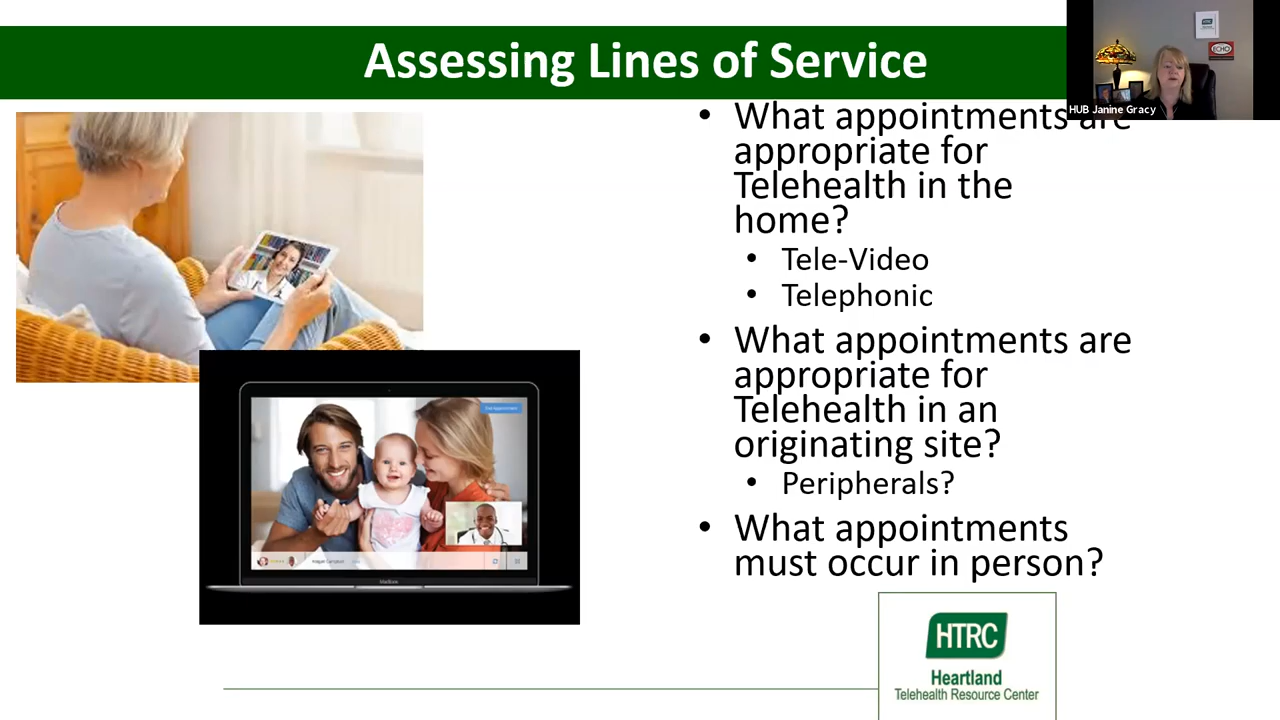 Assessing Lines of Service
ECHO
HUB Janine Gracy
• What appointments are
appropriate for
Telehealth in the
home?
• Tele-Video
• Telephonic
• What appointments are
appropriate for
Telehealth in an
originating site?
• Peripherals?
• What appointments
must occur in person?
MacBook
HTRC
Heartland
Telehealth Resource Center